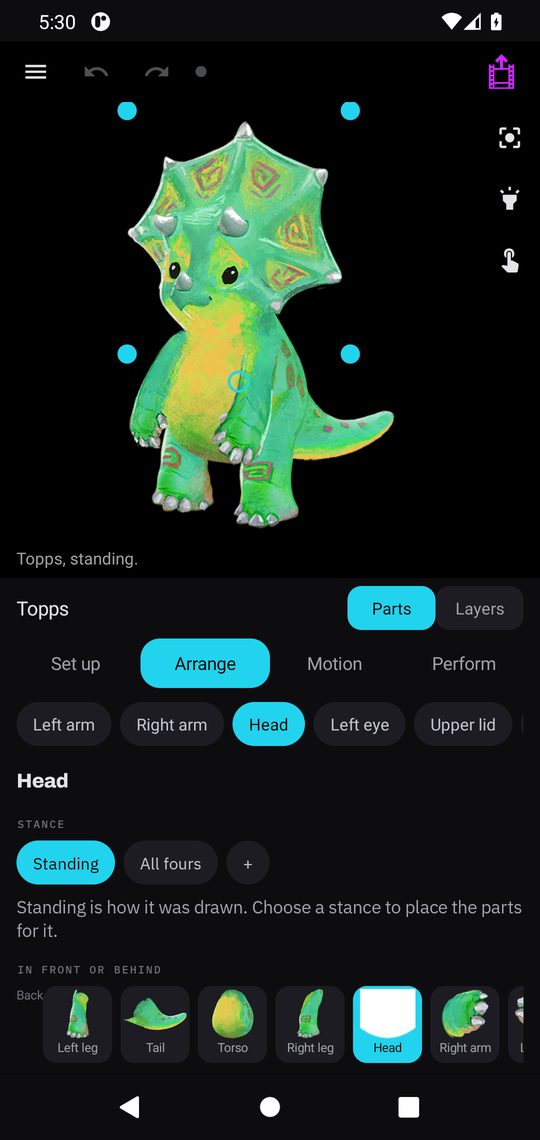 5:30
Topps, standing.
Topps
Parts
Layers
Set up
Arrange
Motion
Perform
Left arm
Right arm
Head
Left eye
Upper lid
Head
STANCE
Standing
All fours
+
Standing is how it was drawn. Choose a stance to place the parts
for it.
IN FRONT OR BEHIND
Back
Left leg
Tail
Torso
Right leg
Head
Right arm
L